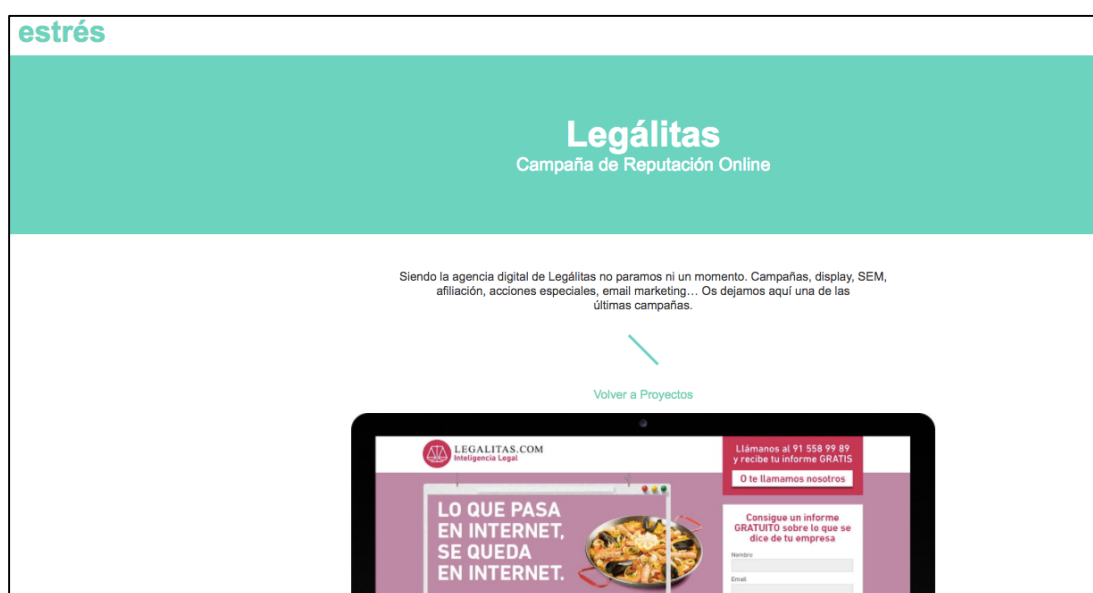 estrés
Legálitas
Campaña de Reputación Online
Siendo la agencia digital de Legálitas no paramos ni un momento. Campañas, display, SEM,
afiliación, acciones especiales, email marketing… Os dejamos aquí una de las
últimas campañas.
Volver a Proyectos
LEGALITAS.COM
Inteligencia Legal
Llámanos al 91 558 99 89
y recibe tu informe GRATIS
O te llamamos nosotros
LO QUE PASA
EN INTERNET,
SE QUEDA
EN INTERNET.
Consigue un informe
GRATUITO sobre lo que se
dice de tu empresa
Nombre
Email